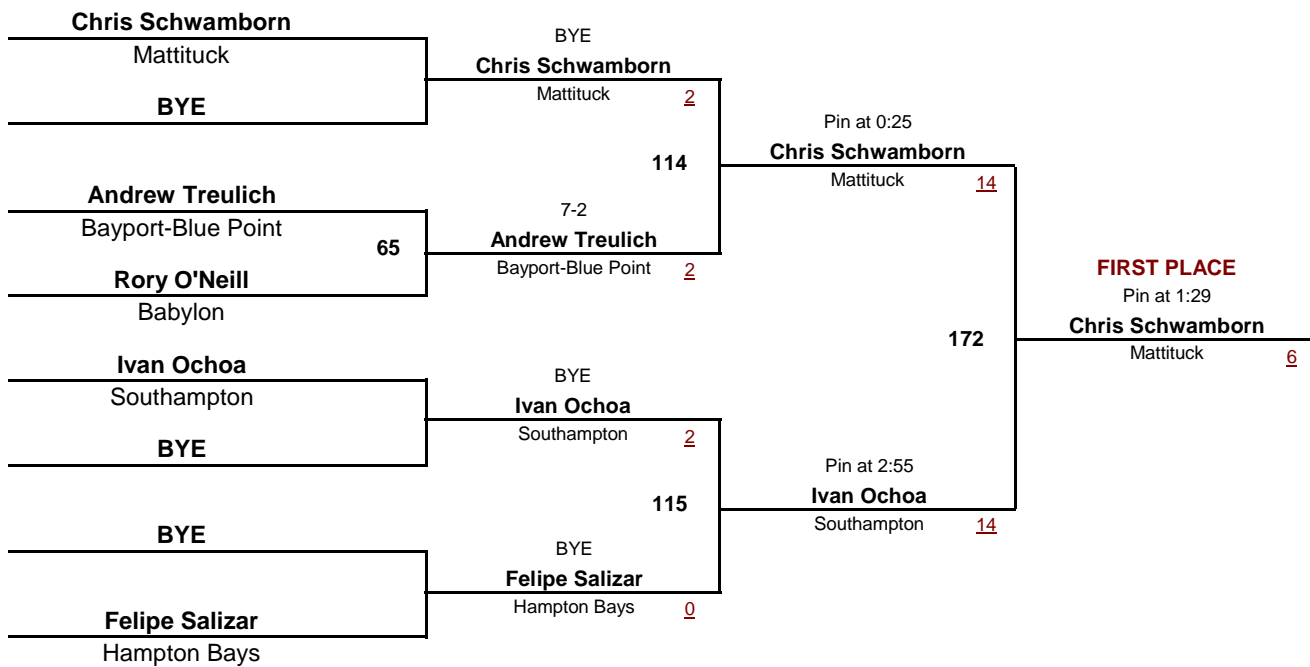 Chris Schwamborn
Mattituck
BYE
Andrew Treulich
Bayport-Blue Point
65
Rory O'Neill
Babylon
Ivan Ochoa
Southampton
BYE
BYE
Felipe Salizar
Hampton Bays
BYE
Chris Schwamborn
Mattituck 2
114
7-2
Andrew Treulich
Bayport-Blue Point 2
BYE
Ivan Ochoa
Southampton 2
115
BYE
Felipe Salizar
Hampton Bays 0
Pin at 0:25
Chris Schwamborn
Mattituck 14
172
Pin at 2:55
Ivan Ochoa
Southampton 14
FIRST PLACE
Pin at 1:29
Chris Schwamborn
Mattituck 6